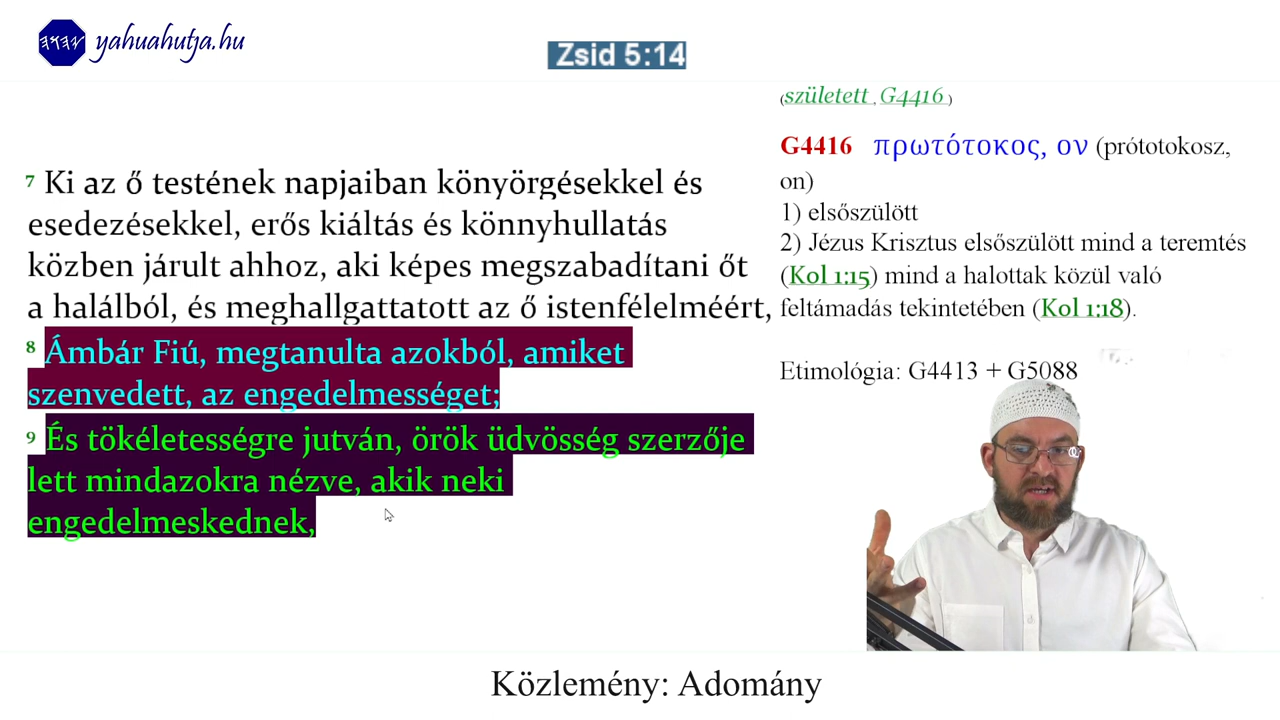 yahuahutja.hu
Zsid 5:14
7 Ki az ő testének napjaiban könyörgésekkel és
esedezésekkel, erős kiáltás és könnyhullatás
közben járult ahhoz, aki képes megszabadítani őt
a halálból, és meghallgattatott az ő istenfélelméért,
8 Ámbár Fiú, megtanulta azokból, amiket
szenvedett, az engedelmességet;
9 És tökéletességre jutván, örök üdvösség szerzője
lett mindazokra nézve, akik neki
engedelmeskednek,
(született, G4416)
G4416 πρωτότοκος, ον (prótotokosz,
on)
1) elsőszülött
2) Jézus Krisztus elsőszülött mind a teremtés
(Kol 1:15) mind a halottak közül való
feltámadás tekintetében (Kol 1:18).
Etimológia: G4413 + G5088
Közlemény: Adomány